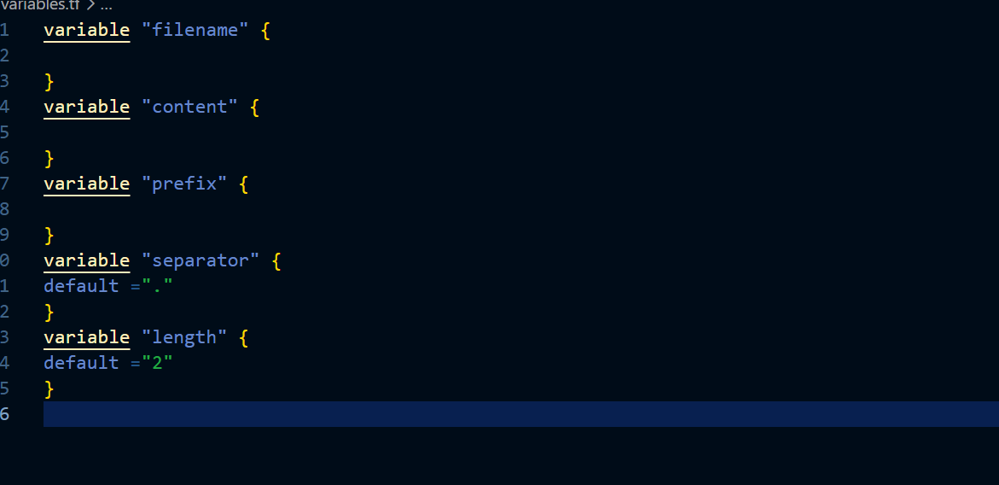 variables.tf > ...
1 variable "filename" {
2
3 }
4 variable "content" {
5
6 }
7 variable "prefix" {
8
9 }
0 variable "separator" {
1 default ="."
2 }
3 variable "length" {
4 default ="2"
5 }
6